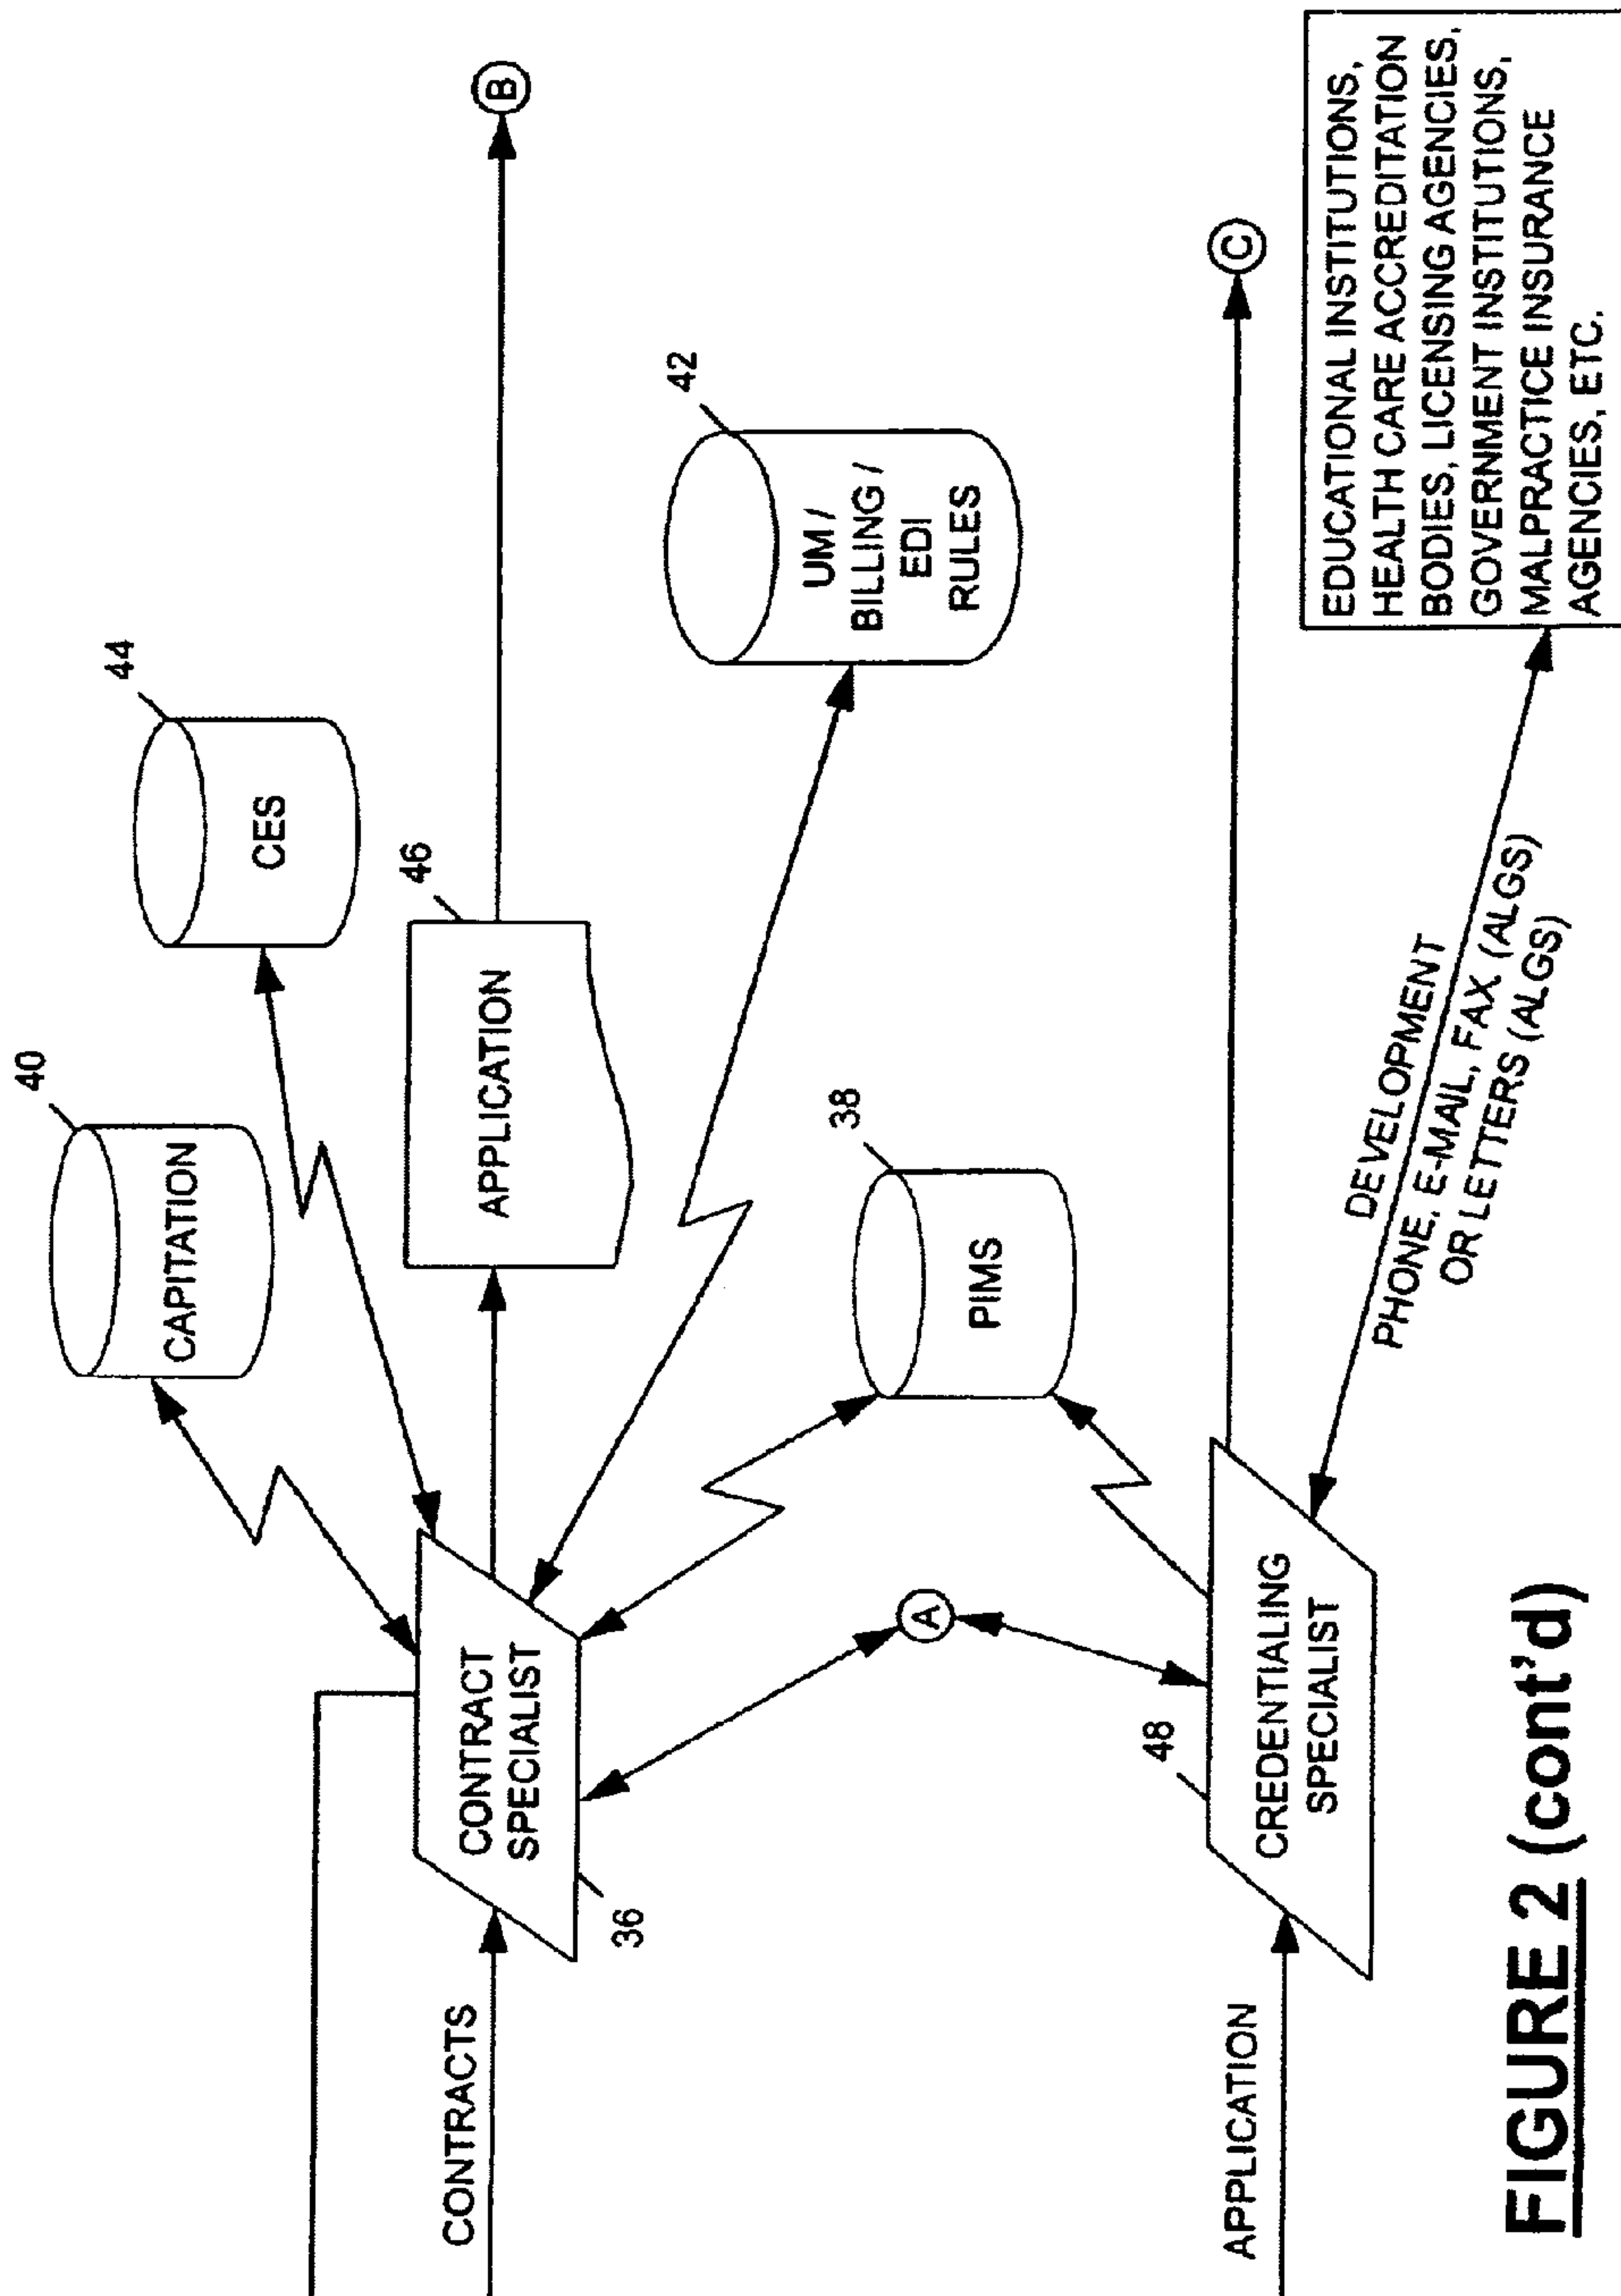 40
CAPITATION
44
CES
46
APPLICATION
B
42
UM /
BILLING /
EDI
RULES
CONTRACTS
CONTRACT
SPECIALIST
36
38
PIMS
A
C
48
CREDENTIALING
SPECIALIST
APPLICATION
DEVELOPMENT
PHONE, E-MAIL, FAX (ALGS)
OR LETTERS (ALGS)
EDUCATIONAL INSTITUTIONS,
HEALTH CARE ACCREDITATION
BODIES, LICENSING AGENCIES,
GOVERNMENT INSTITUTIONS,
MALPRACTICE INSURANCE
AGENCIES, ETC.
FIGURE 2 (cont'd)